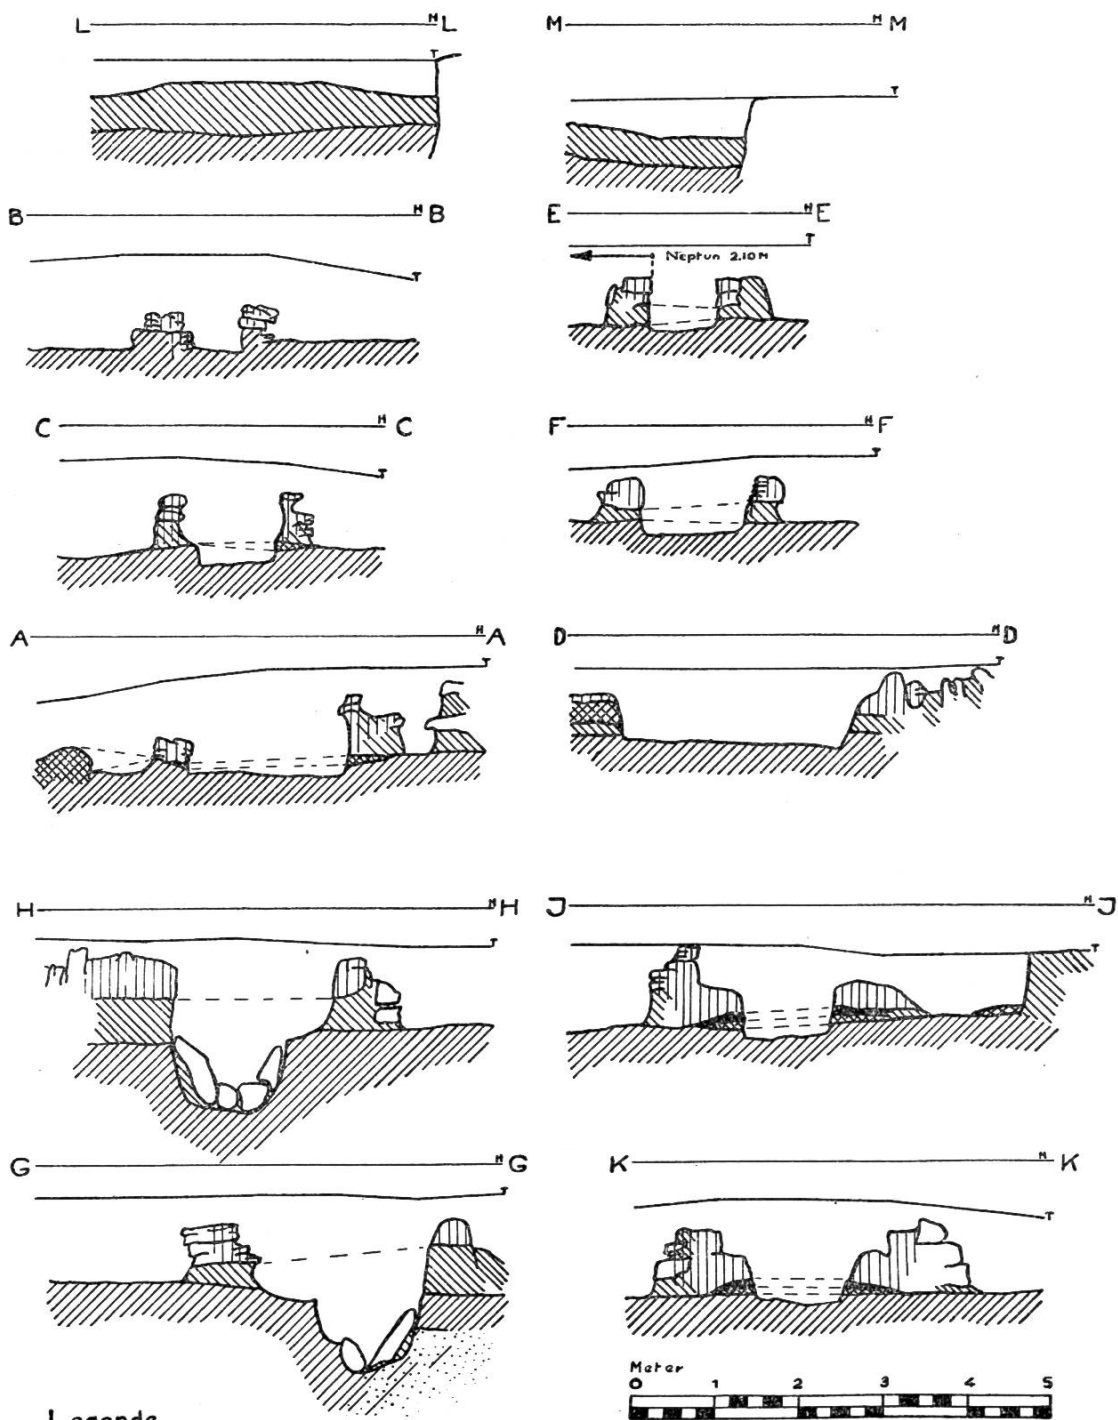 L H L
T
M H M
T
B H B
T
E H E
T
Neptun 2.10 M
C H C
T
F H F
T
A H A
T
D H D
T
H H H
T
J H J
T
G H G
T
K H K
T
Meter
0 1 2 3 4 5
Legende